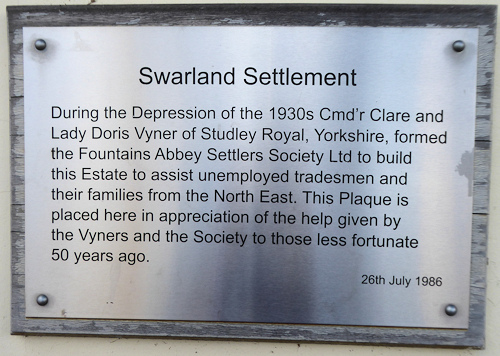 Swarland Settlement
During the Depression of the 1930s Cmd'r Clare and
Lady Doris Vyner of Studley Royal, Yorkshire, formed
the Fountains Abbey Settlers Society Ltd to build
this Estate to assist unemployed tradesmen and
their families from the North East. This Plaque is
placed here in appreciation of the help given by
the Vyners and the Society to those less fortunate
50 years ago.
26th July 1986